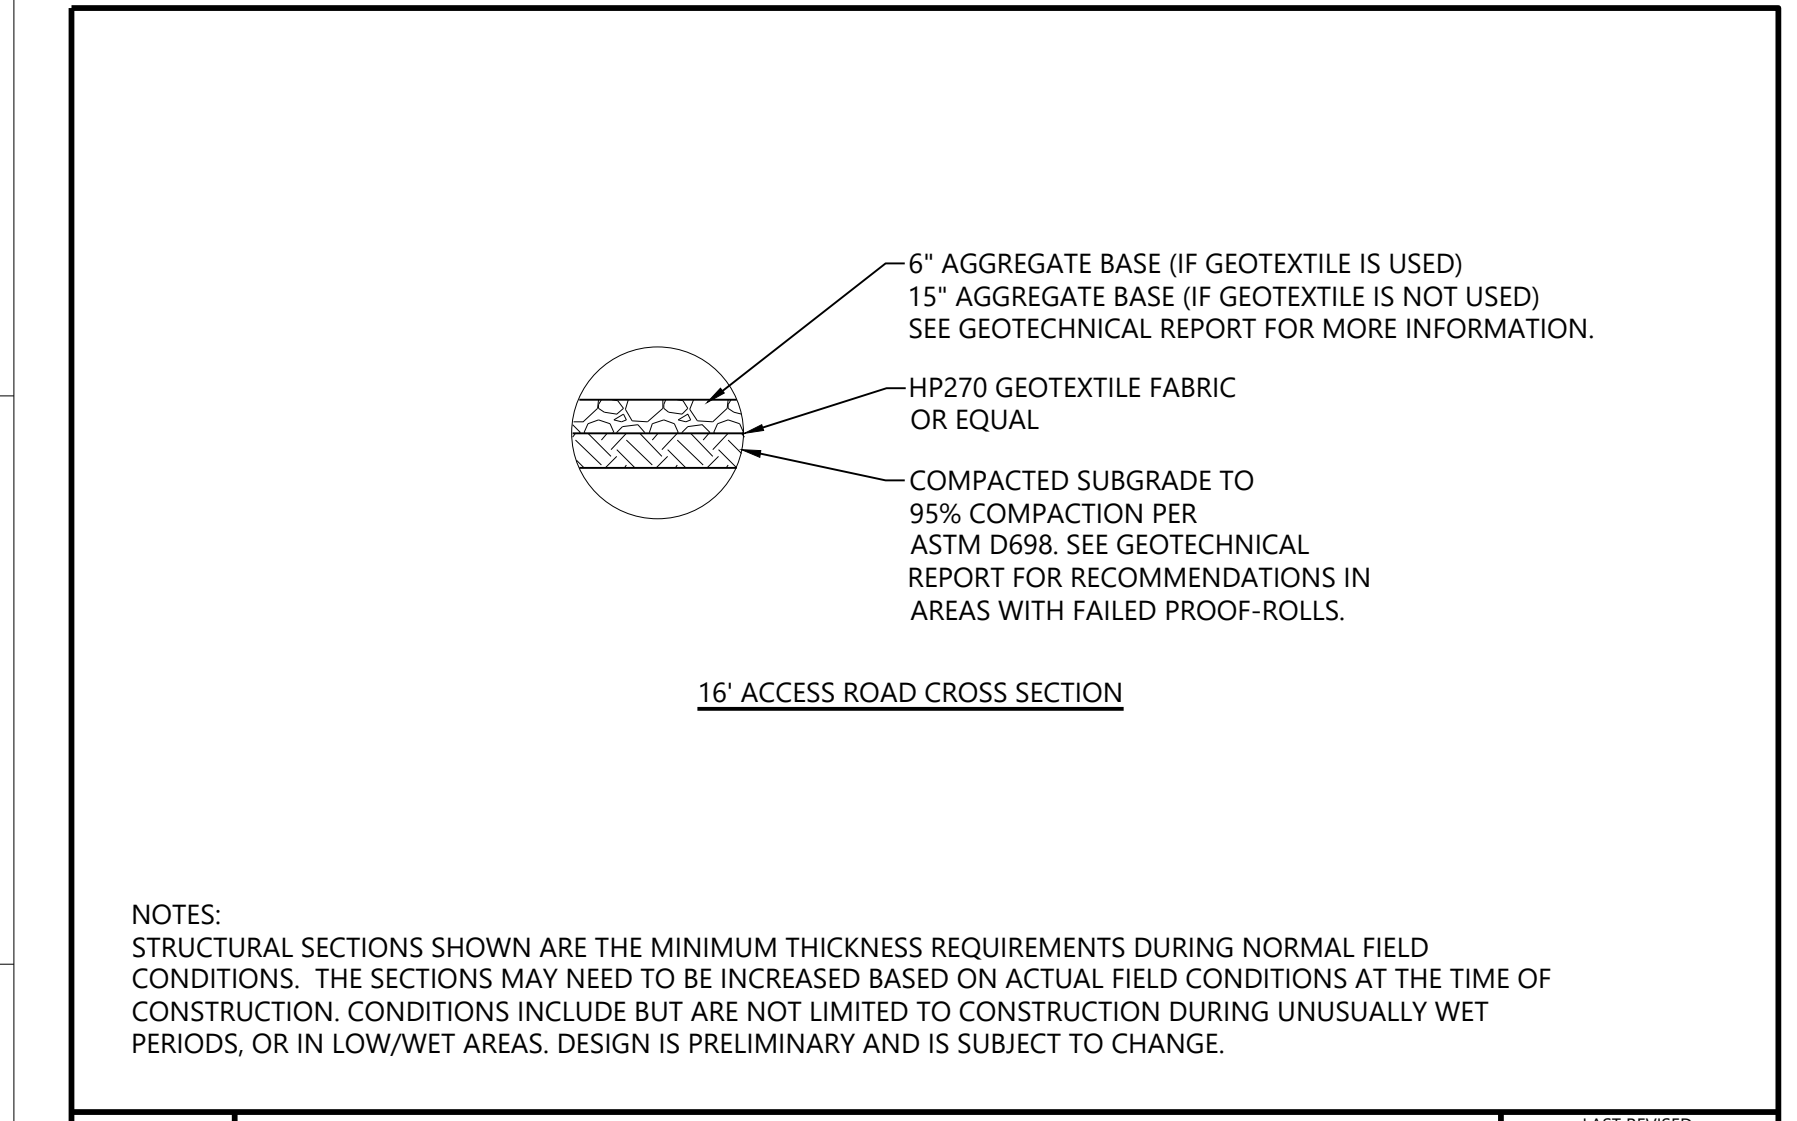 6" AGGREGATE BASE (IF GEOTEXTILE IS USED)
15" AGGREGATE BASE (IF GEOTEXTILE IS NOT USED)
SEE GEOTECHNICAL REPORT FOR MORE INFORMATION.
HP270 GEOTEXTILE FABRIC
OR EQUAL
COMPACTED SUBGRADE TO
95% COMPACTION PER
ASTM D698. SEE GEOTECHNICAL
REPORT FOR RECOMMENDATIONS IN
AREAS WITH FAILED PROOF-ROLLS.
16' ACCESS ROAD CROSS SECTION
NOTES:
STRUCTURAL SECTIONS SHOWN ARE THE MINIMUM THICKNESS REQUIREMENTS DURING NORMAL FIELD
CONDITIONS.  THE SECTIONS MAY NEED TO BE INCREASED BASED ON ACTUAL FIELD CONDITIONS AT THE TIME OF
CONSTRUCTION. CONDITIONS INCLUDE BUT ARE NOT LIMITED TO CONSTRUCTION DURING UNUSUALLY WET
PERIODS, OR IN LOW/WET AREAS. DESIGN IS PRELIMINARY AND IS SUBJECT TO CHANGE.
LAST REVISED